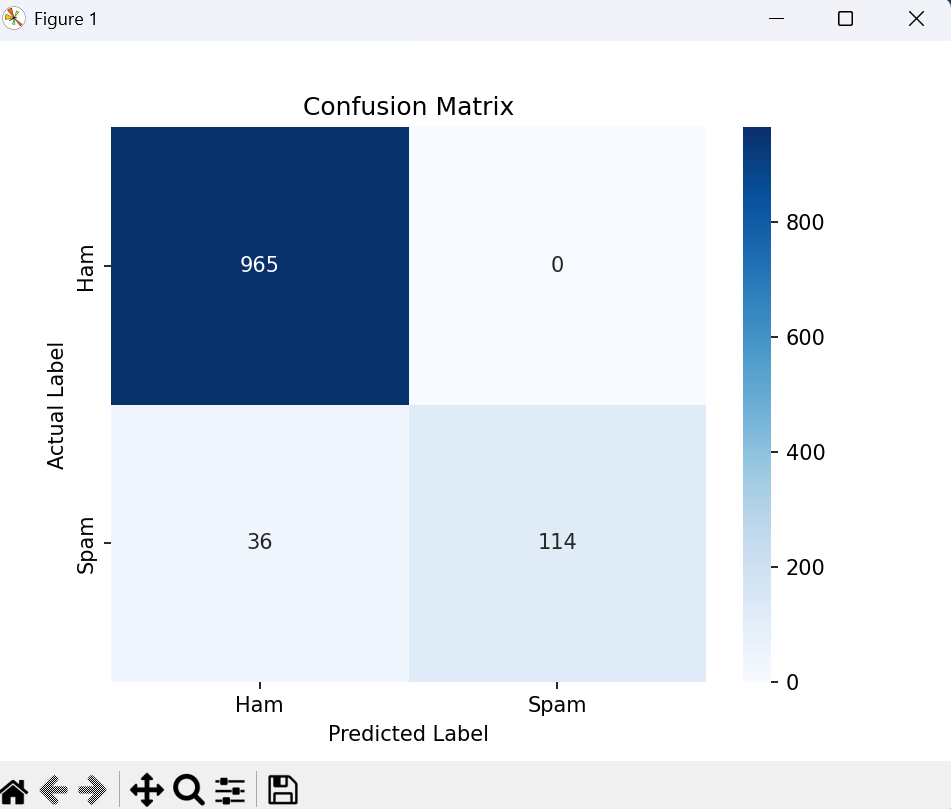 Figure 1
Confusion Matrix
Actual Label
Ham
965
0
Spam
36
114
Ham
Spam
Predicted Label
800
600
400
200
0